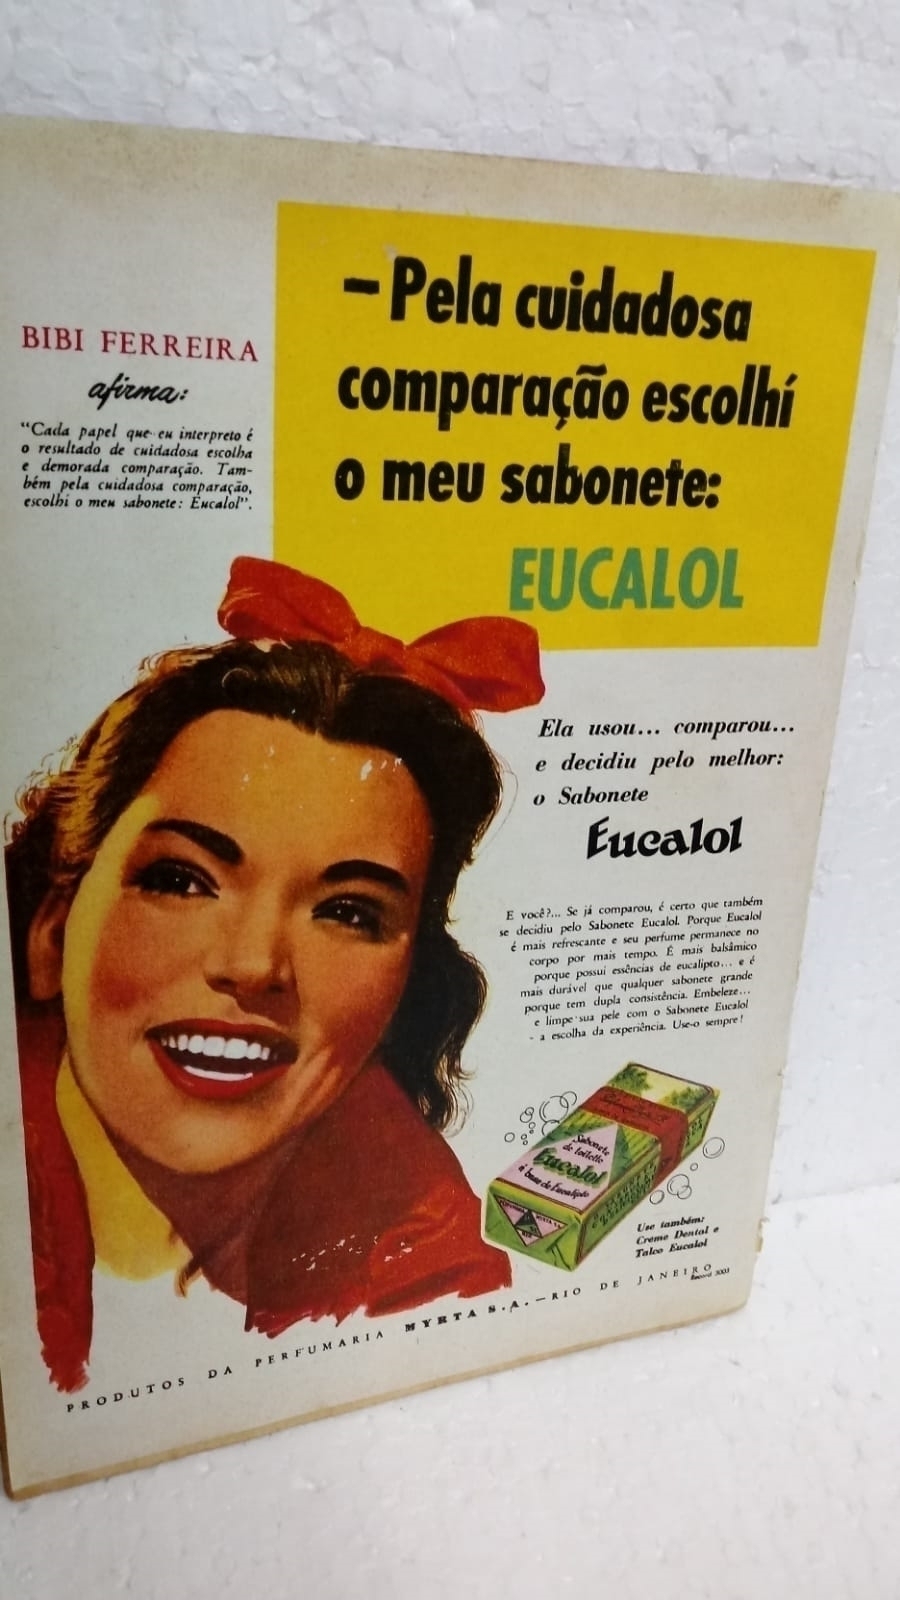 BIBI FERREIRA
afirma:
"Cada papel que eu interpreto é
o resultado de cuidadosa escolha
e demorada comparação. Tam-
bém pela cuidadosa comparação,
escolhi o meu sabonete: Eucalol".
– Pela cuidadosa
comparação escolhí
o meu sabonete:
EUCALOL
Ela usou... comparou...
e decidiu pelo melhor:
o Sabonete
Eucalol
E você?... Se já comparou, é certo que também
se decidiu pelo Sabonete Eucalol. Porque Eucalol
é mais refrescante e seu perfume permanece no
corpo por mais tempo. É mais balsâmico
porque possui essências de eucalipto... e é
mais durável que qualquer sabonete grande
porque tem dupla consistência. Embeleze...
e limpe sua pele com o Sabonete Eucalol
- a escolha da experiência. Use-o sempre!
Sabonete
de toilette
Eucalol
á base de Eucalipto
Use também:
Creme Dental e
Talco Eucalol
Record 3003
PRODUTOS DA PERFUMARIA MYRTA S.A. — RIO DE JANEIRO